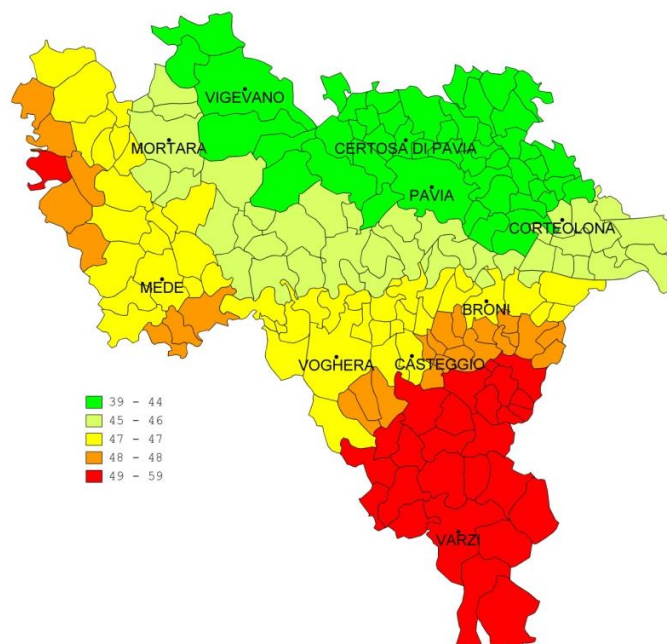 VIGEVANO
MORTARA
CERTOSA DI PAVIA
PAVIA
CORTEOLONA
MEDE
BRONI
VOGHERA
CASTEGGIO
39 - 44
45 - 46
47 - 47
48 - 48
49 - 59
VARZI